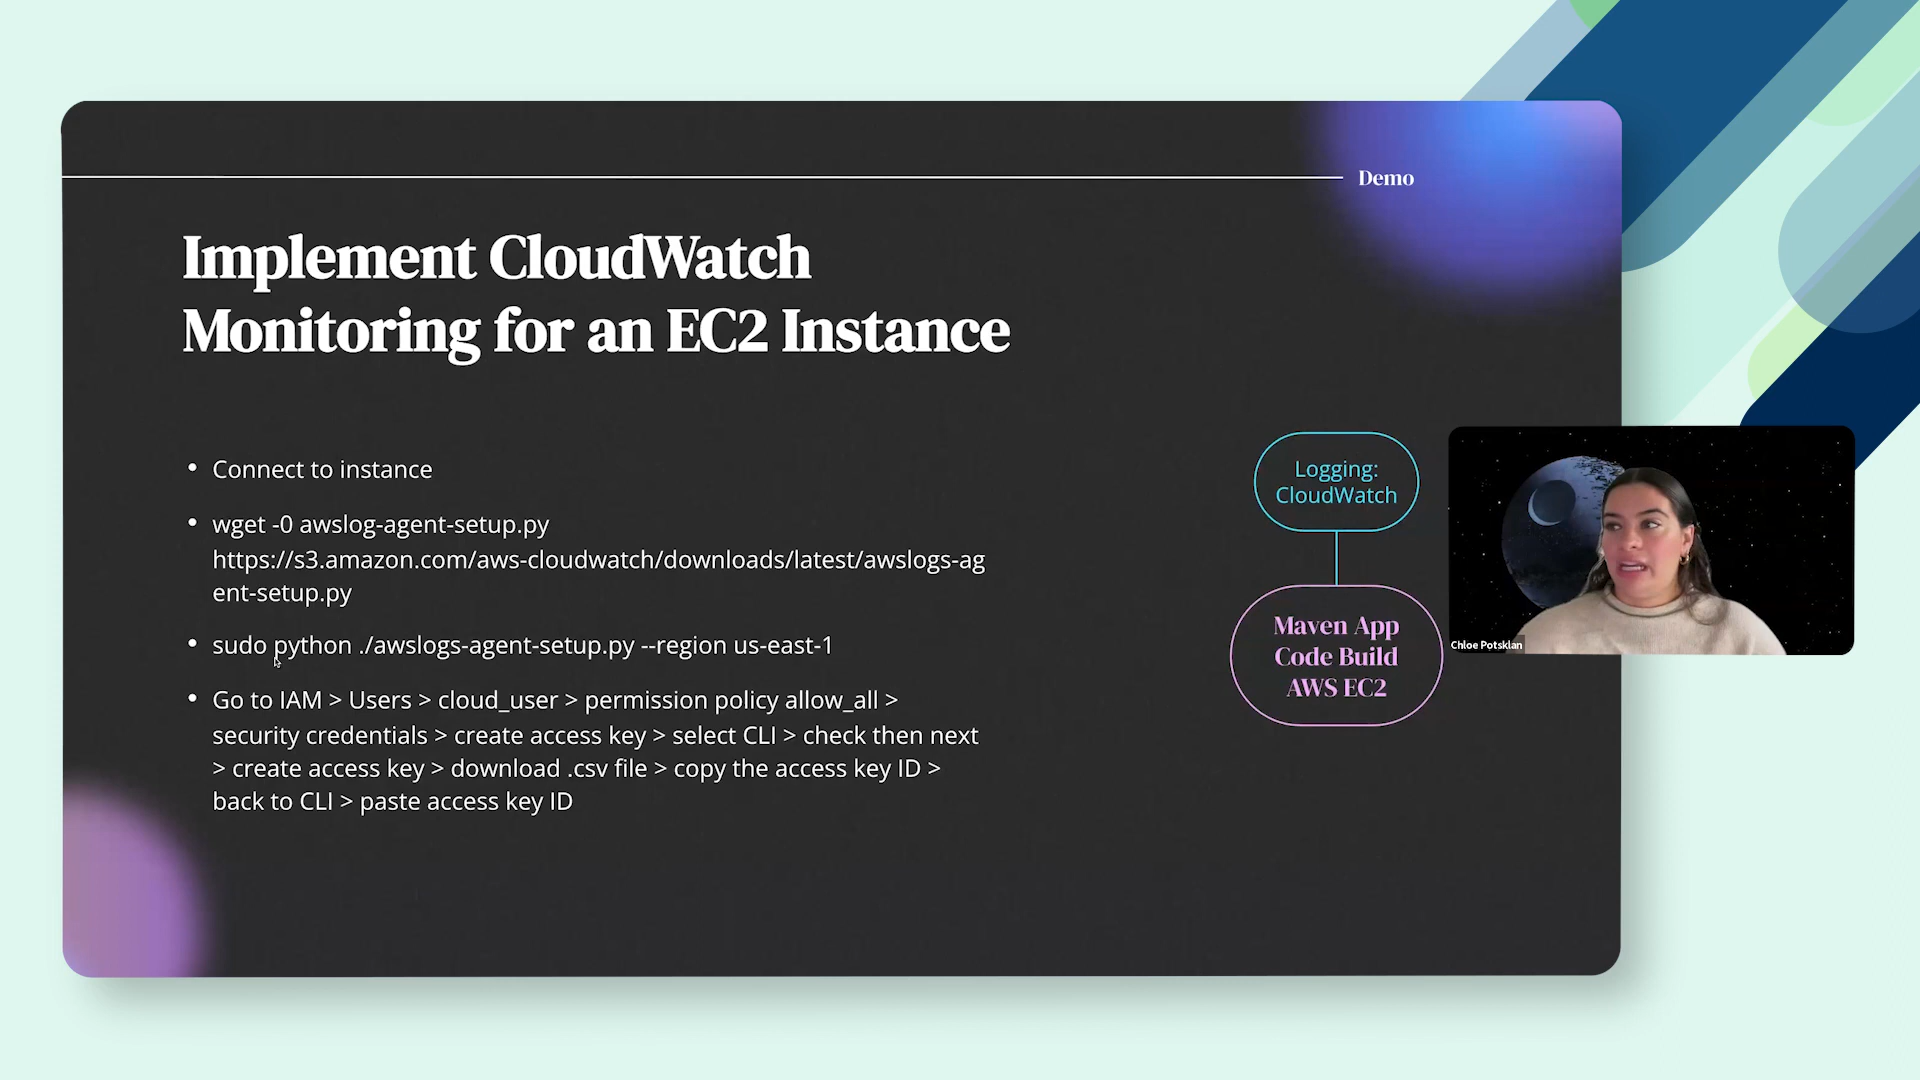 Demo
Implement CloudWatch
Monitoring for an EC2 Instance
• Connect to instance
• wget -0 awslog-agent-setup.py
https://s3.amazon.com/aws-cloudwatch/downloads/latest/awslogs-ag
ent-setup.py
• sudo python ./awslogs-agent-setup.py --region us-east-1
• Go to IAM > Users > cloud_user > permission policy allow_all >
security credentials > create access key > select CLI > check then next
> create access key > download .csv file > copy the access key ID >
back to CLI > paste access key ID
Logging:
CloudWatch
Maven App
Code Build
AWS EC2
Chloe Potsklan